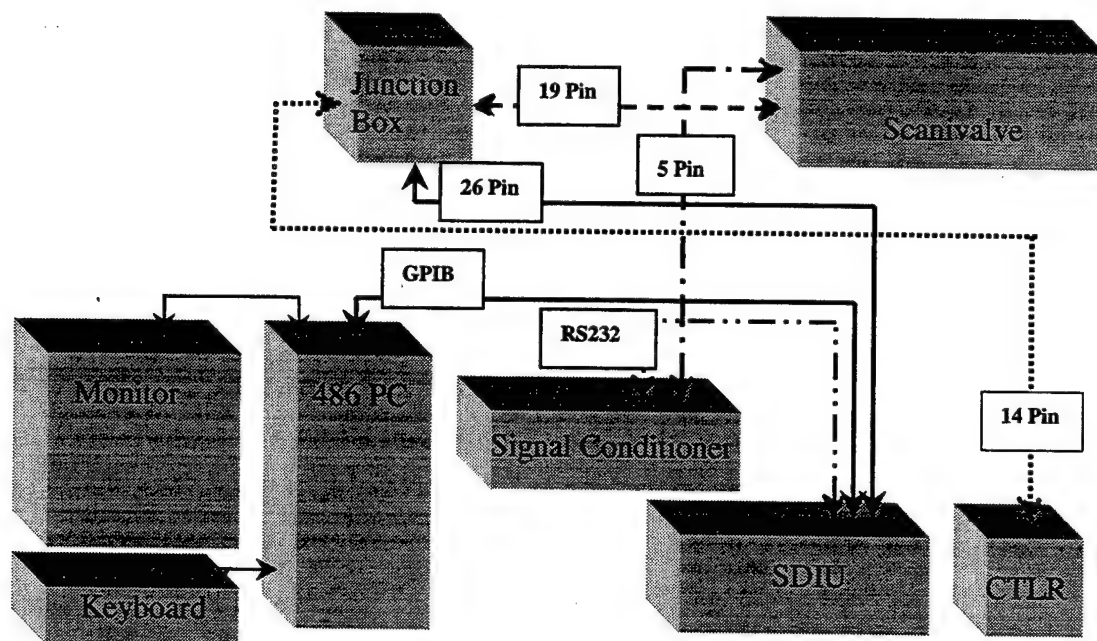 Junction
Box
19 Pin
Scanivalve
5 Pin
26 Pin
GPIB
RS232
Monitor
486 PC
Signal Conditioner
14 Pin
SDIU
CTLR
Keyboard